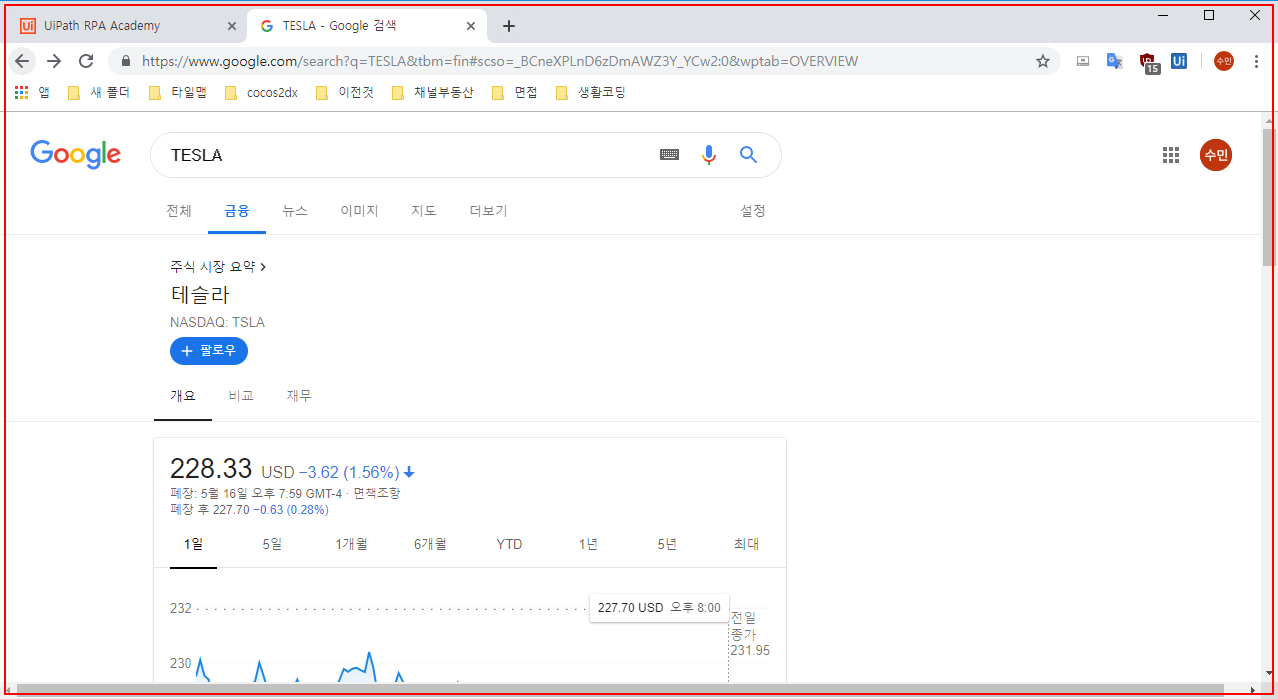 UiPath RPA Academy
TESLA - Google 검색
https://www.google.com/search?q=TESLA&tbm=fin#scso=_BCneXPLnD6zDmAWZ3Y_YCw2:0&wptab=OVERVIEW
15
Ui
수민
앱 새 폴더 타일맵 cocos2dx 이전것 채널부동산 면접 생활코딩
Google
TESLA
수민
전체 금융 뉴스 이미지 지도 더보기 설정
주식 시장 요약 >
테슬라
NASDAQ: TSLA
+ 팔로우
개요 비교 재무
228.33 USD −3.62 (1.56%)
폐장: 5월 16일 오후 7:59 GMT-4 · 면책조항
폐장 후 227.70 −0.63 (0.28%)
1일 5일 1개월 6개월 YTD 1년 5년 최대
232
227.70 USD 오후 8:00
전일
종가
231.95
230